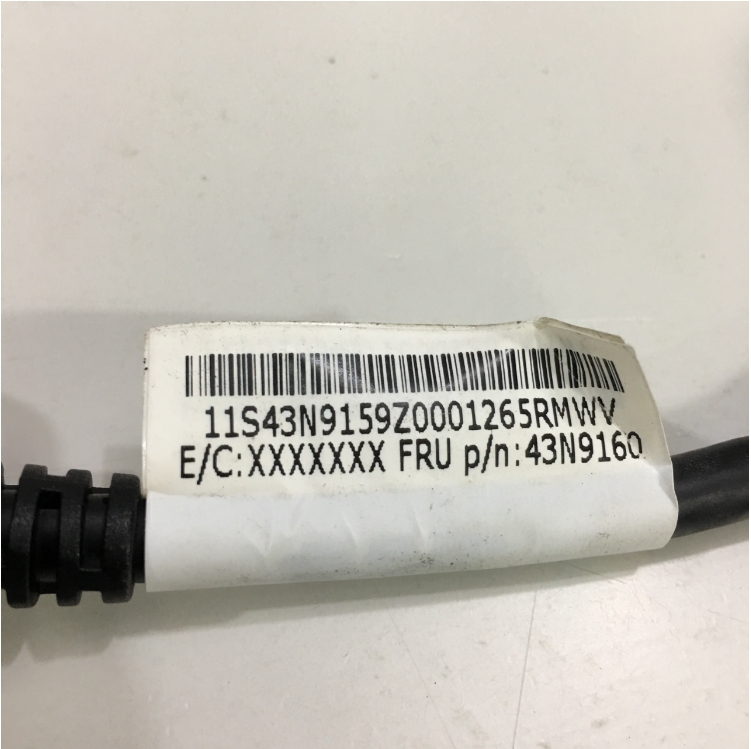 11S43N9159Z0001265RMWV
E/C:XXXXXXX FRU p/n:43N9160